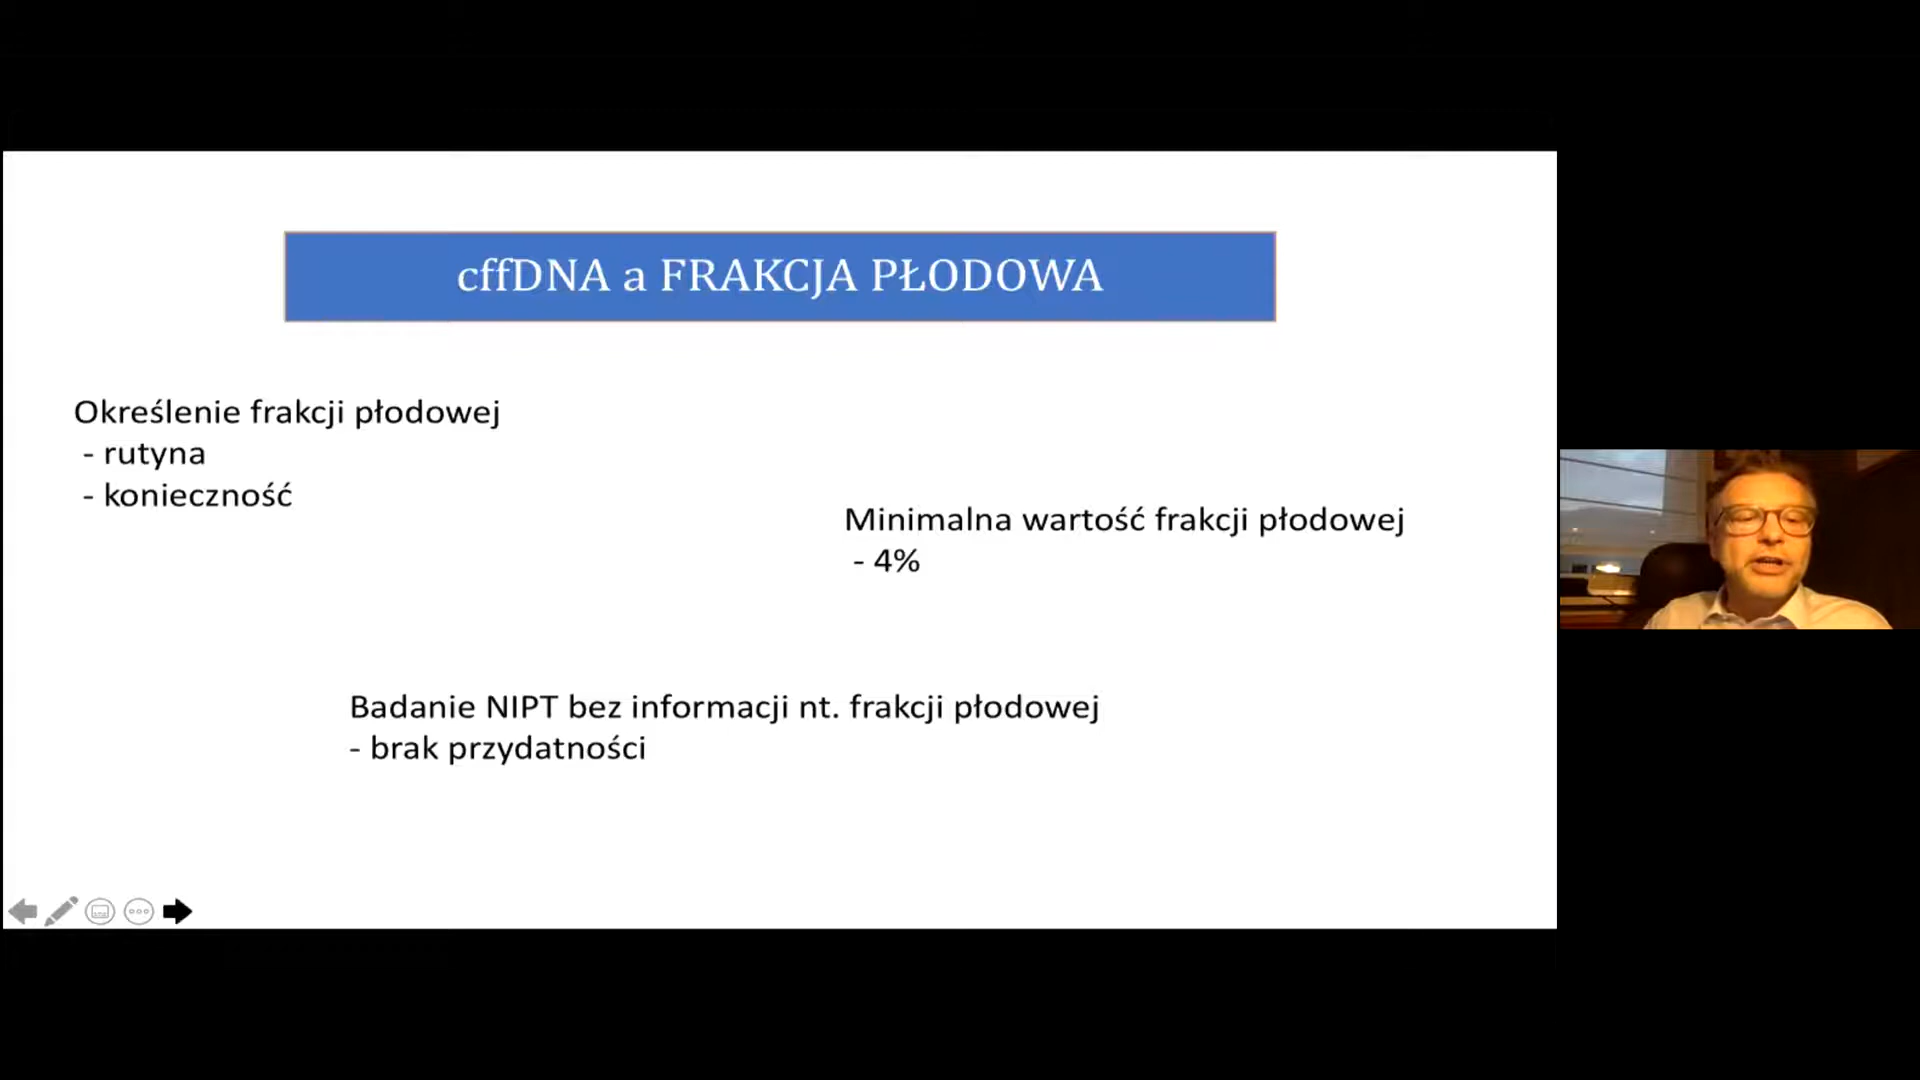 cffDNA a FRAKCJA PŁODOWA
Określenie frakcji płodowej
- rutyna
- konieczność
Minimalna wartość frakcji płodowej
- 4%
Badanie NIPT bez informacji nt. frakcji płodowej
- brak przydatności